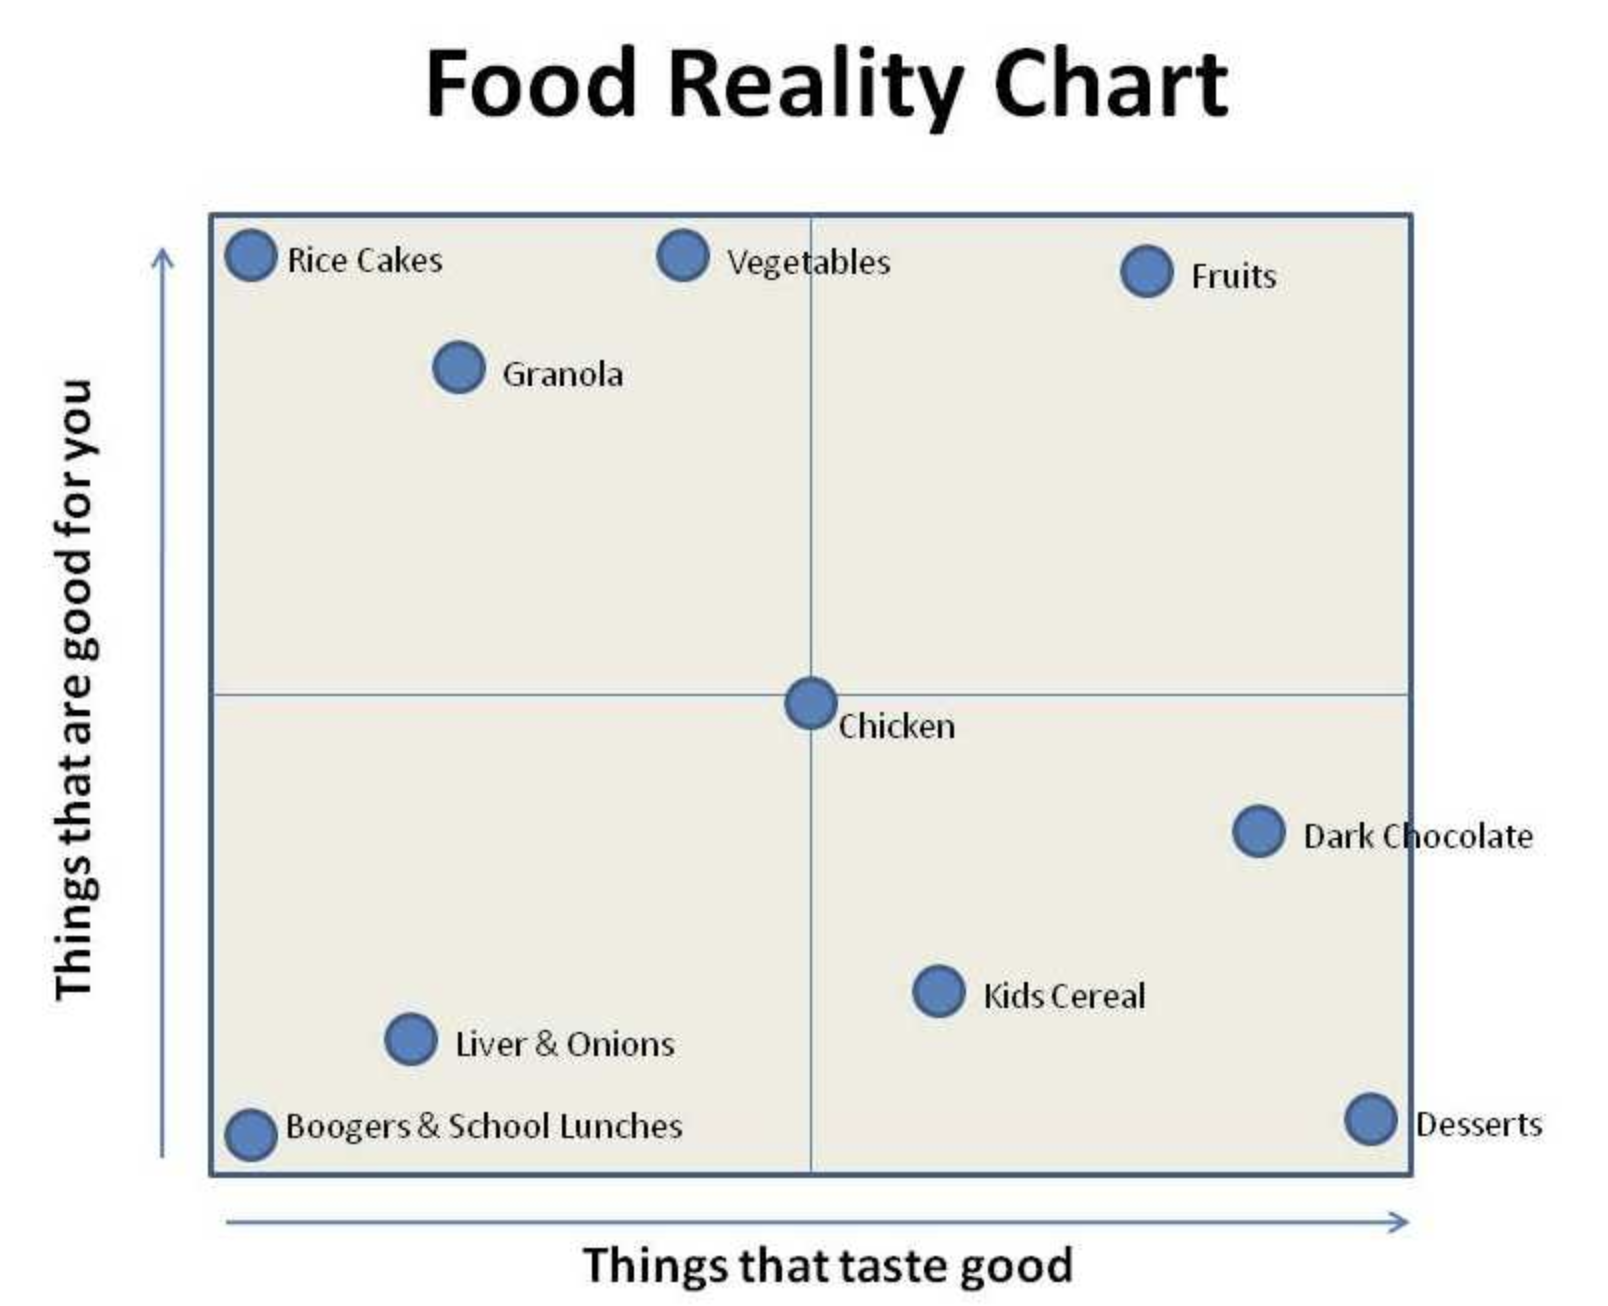 Food Reality Chart
Rice Cakes
Vegetables
Fruits
Granola
Things that are good for you
Chicken
Dark Chocolate
Kids Cereal
Liver & Onions
Boogers & School Lunches
Desserts
Things that taste good